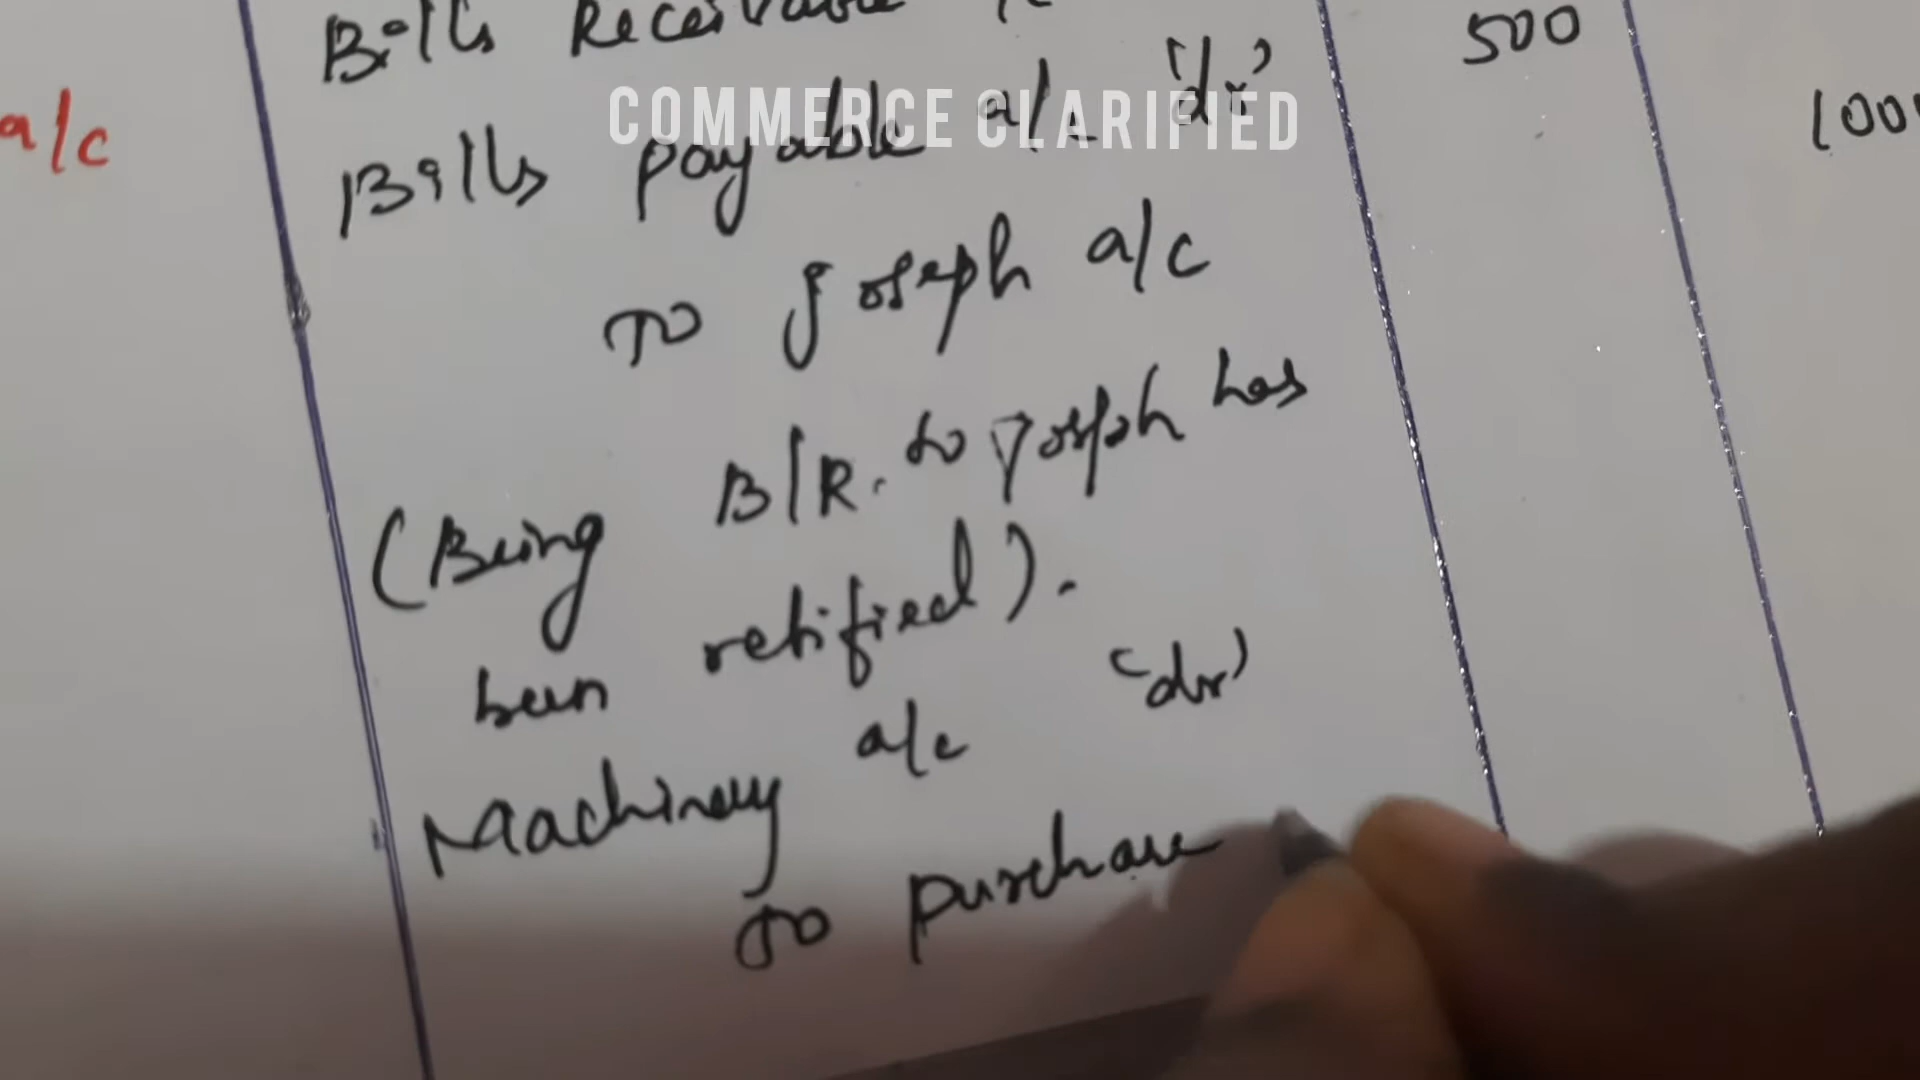 Bills Receivable
500
COMMERCE CLARIFIED
a/c
Bills payable a/c 'dr'
100
To Joseph a/c
(Being B/R. to Joseph has
been retified).
Machinery a/c 'dr'
To purchase